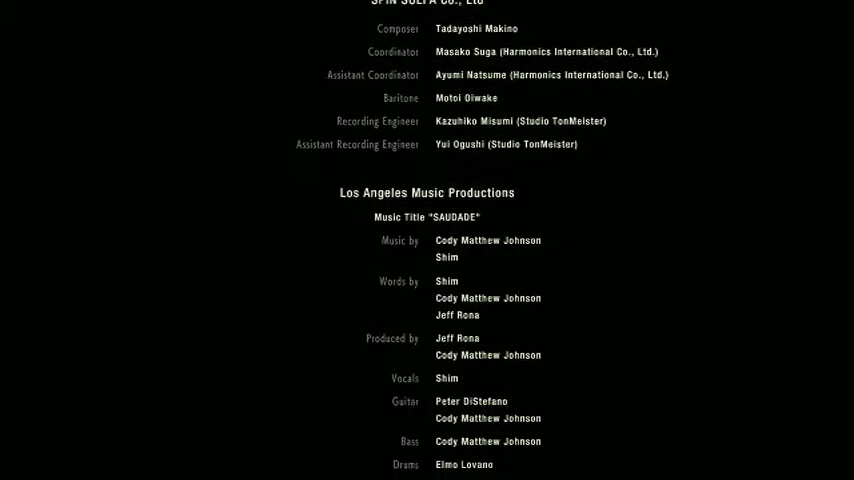 SPIN SOLFA Co., Ltd
Composer Tadayoshi Makino
Coordinator Masako Suga (Harmonics International Co., Ltd.)
Assistant Coordinator Ayumi Natsume (Harmonics International Co., Ltd.)
Baritone Motoi Oiwake
Recording Engineer Kazuhiko Misumi (Studio TonMeister)
Assistant Recording Engineer Yui Ogushi (Studio TonMeister)
Los Angeles Music Productions
Music Title "SAUDADE"
Music by Cody Matthew Johnson
Shim
Words by Shim
Cody Matthew Johnson
Jeff Rona
Produced by Jeff Rona
Cody Matthew Johnson
Vocals Shim
Guitar Peter DiStefano
Cody Matthew Johnson
Bass Cody Matthew Johnson
Drums Elmo Lovano